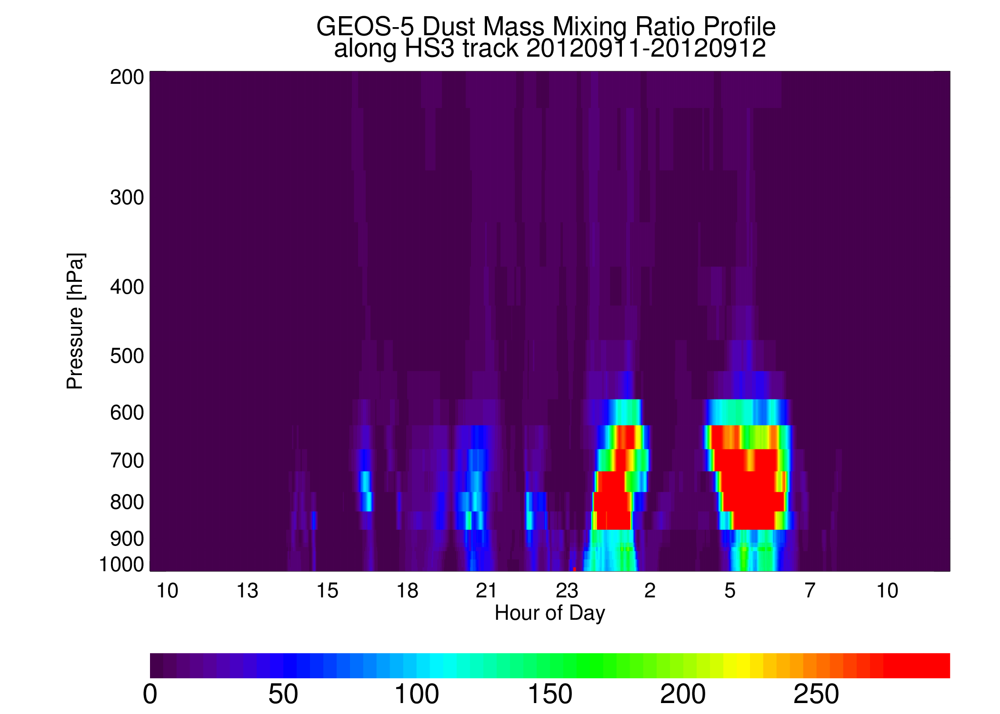 GEOS-5 Dust Mass Mixing Ratio Profile
along HS3 track 20120911-20120912
200
300
400
500
600
700
800
900
1000
Pressure [hPa]
10 13 15 18 21 23 2 5 7 10
Hour of Day
0 50 100 150 200 250